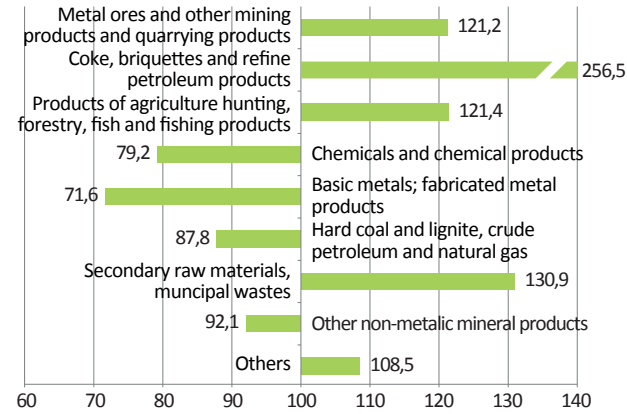 Metal ores and other mining
products and quarrying products
121,2
Coke, briquettes and refine
petroleum products
256,5
Products of agriculture hunting,
forestry, fish and fishing products
121,4
79,2
Chemicals and chemical products
71,6
Basic metals; fabricated metal
products
87,8
Hard coal and lignite, crude
petroleum and natural gas
Secondary raw materials,
muncipal wastes
130,9
92,1
Other non-metalic mineral products
Others
108,5
60 70 80 90 100 110 120 130 140